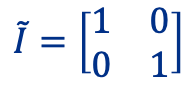 Ĩ = [1 0
0 1]